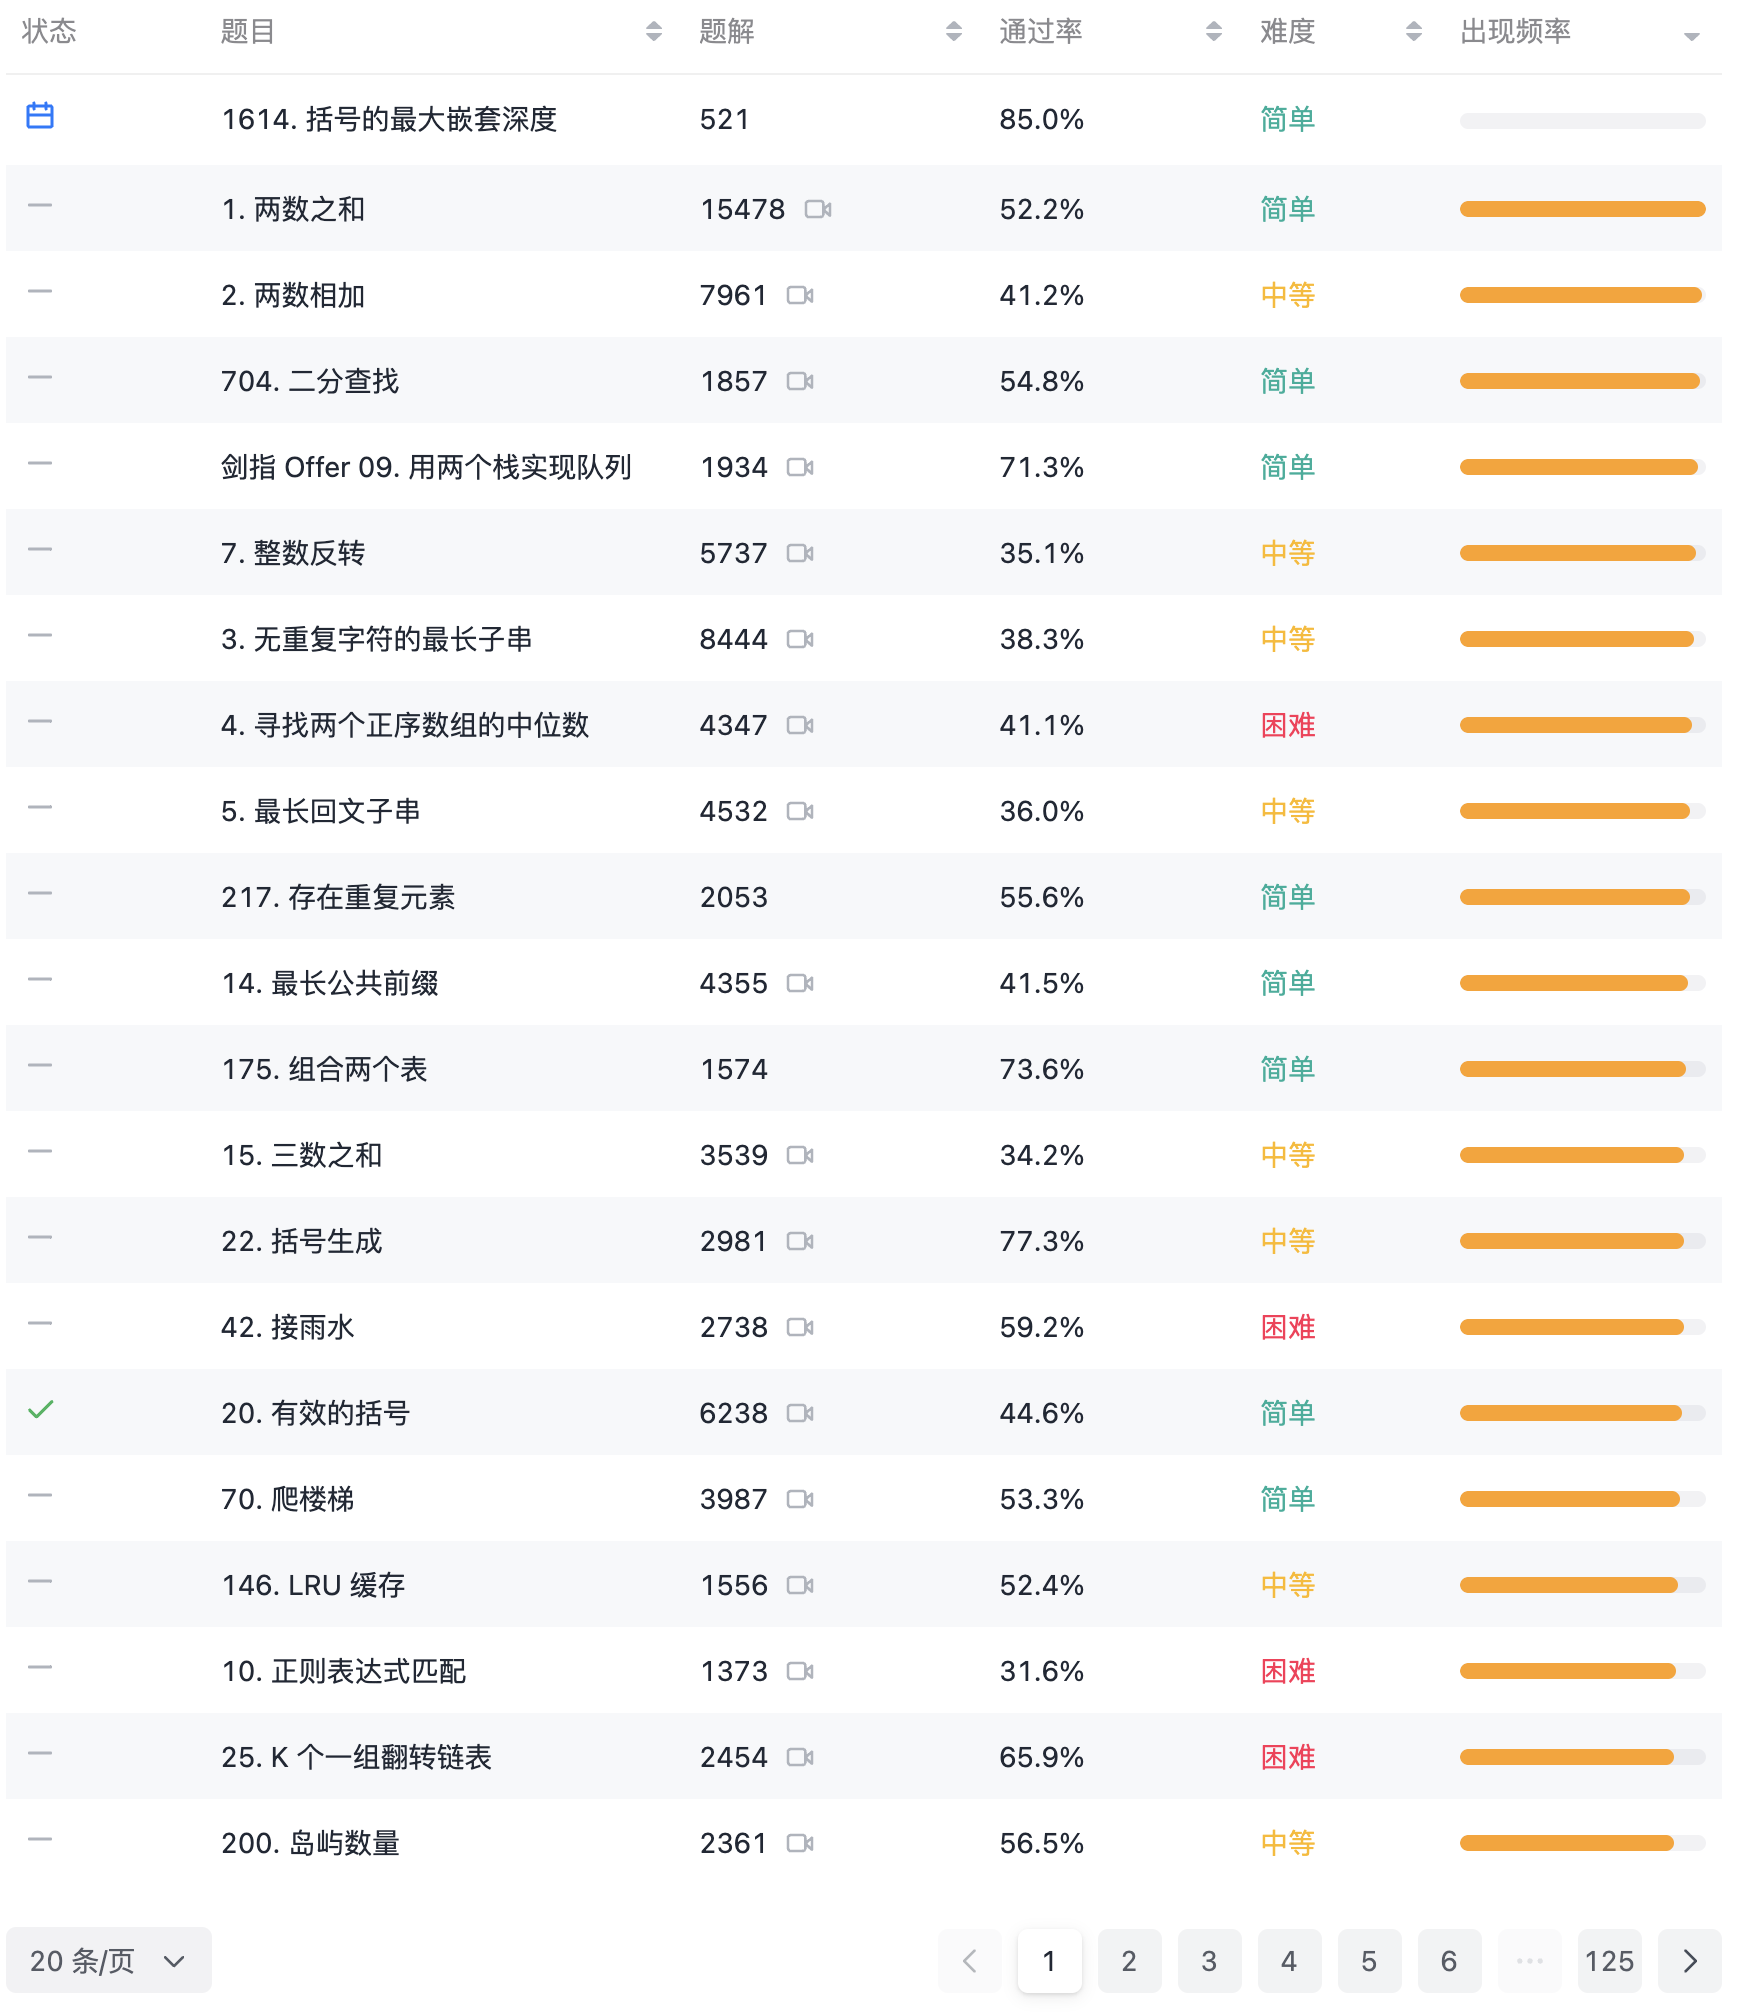 状态 题目 题解 通过率 难度 出现频率
1614. 括号的最大嵌套深度 521 85.0% 简单
1. 两数之和 15478 52.2% 简单
2. 两数相加 7961 41.2% 中等
704. 二分查找 1857 54.8% 简单
剑指 Offer 09. 用两个栈实现队列 1934 71.3% 简单
7. 整数反转 5737 35.1% 中等
3. 无重复字符的最长子串 8444 38.3% 中等
4. 寻找两个正序数组的中位数 4347 41.1% 困难
5. 最长回文子串 4532 36.0% 中等
217. 存在重复元素 2053 55.6% 简单
14. 最长公共前缀 4355 41.5% 简单
175. 组合两个表 1574 73.6% 简单
15. 三数之和 3539 34.2% 中等
22. 括号生成 2981 77.3% 中等
42. 接雨水 2738 59.2% 困难
20. 有效的括号 6238 44.6% 简单
70. 爬楼梯 3987 53.3% 简单
146. LRU 缓存 1556 52.4% 中等
10. 正则表达式匹配 1373 31.6% 困难
25. K 个一组翻转链表 2454 65.9% 困难
200. 岛屿数量 2361 56.5% 中等
20 条/页 1 2 3 4 5 6 ··· 125